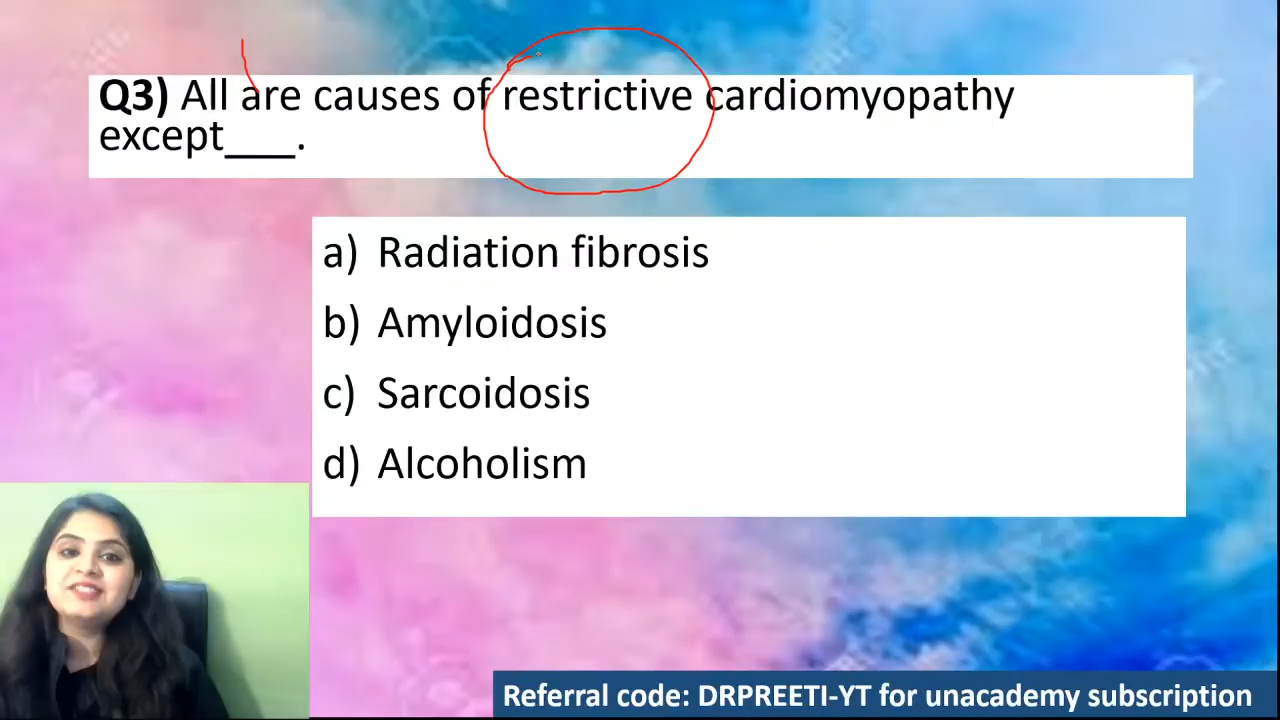 Q3) All are causes of restrictive cardiomyopathy
except___.
a) Radiation fibrosis
b) Amyloidosis
c) Sarcoidosis
d) Alcoholism
Referral code: DRPREETI-YT for unacademy subscription